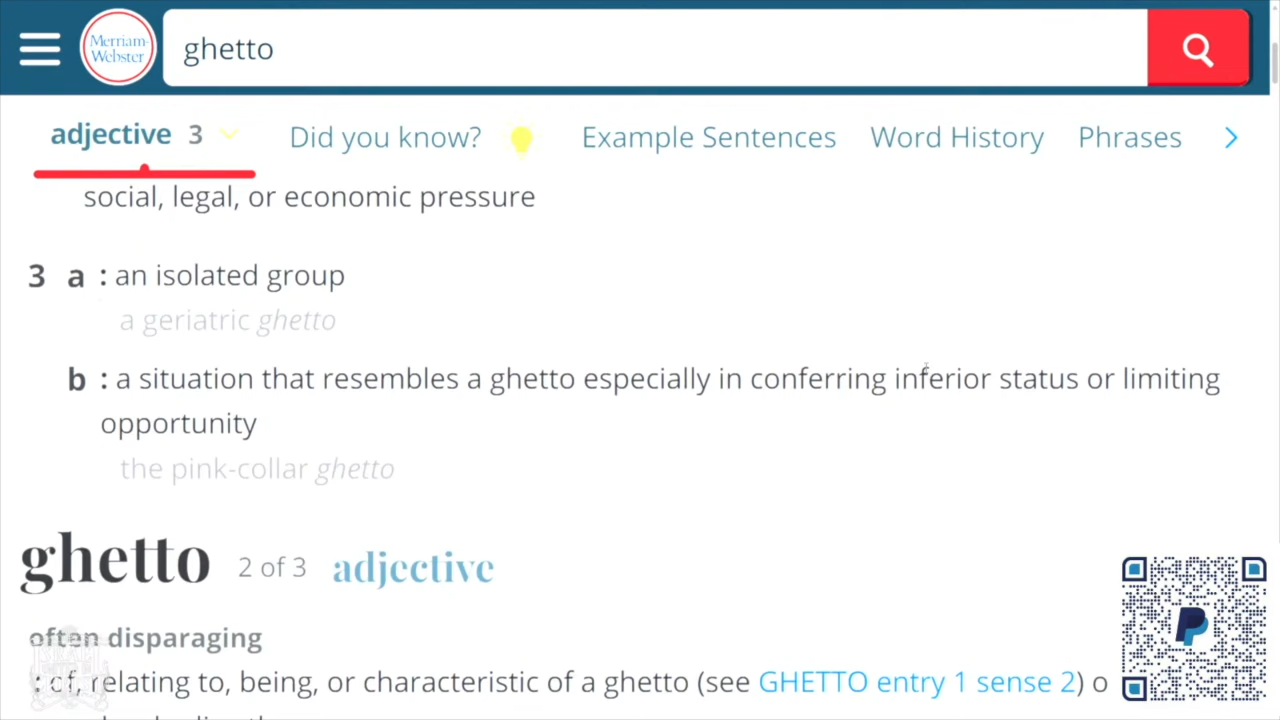 Merriam-
Webster
ghetto
adjective 3
Did you know?
Example Sentences
Word History
Phrases
social, legal, or economic pressure
3 a : an isolated group
a geriatric ghetto
b : a situation that resembles a ghetto especially in conferring inferior status or limiting
opportunity
the pink-collar ghetto
ghetto 2 of 3 adjective
often disparaging
: of, relating to, being, or characteristic of a ghetto (see GHETTO entry 1 sense 2) o